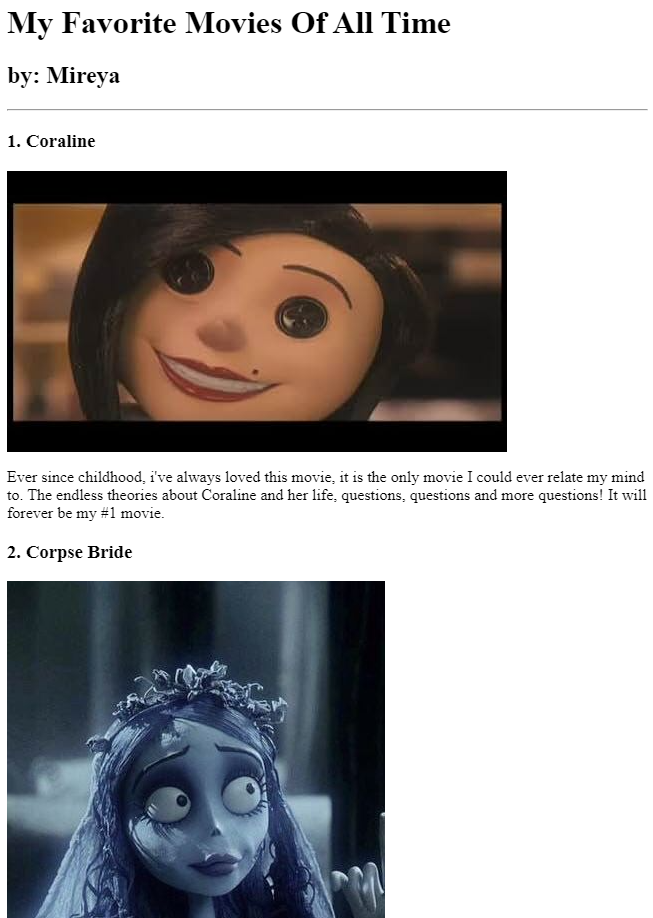 My Favorite Movies Of All Time
by: Mireya
1. Coraline
Ever since childhood, i've always loved this movie, it is the only movie I could ever relate my mind
to. The endless theories about Coraline and her life, questions, questions and more questions! It will
forever be my #1 movie.
2. Corpse Bride